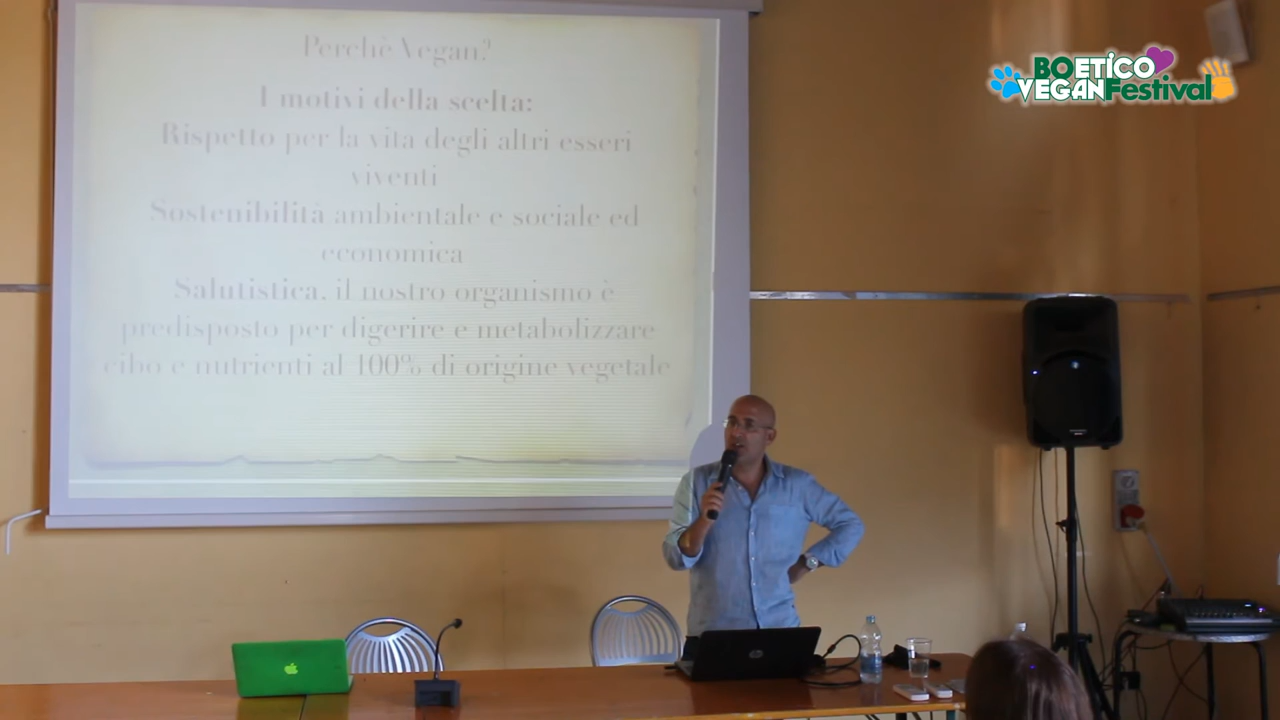 Perchè Vegan?
I motivi della scelta:
Rispetto per la vita degli altri esseri
viventi
Sostenibilità ambientale e sociale ed
economica
Salutistica, il nostro organismo è
predisposto per digerire e metabolizzare
cibo e nutrienti al 100% di origine vegetale
BOETICO
VEGANFestival
hp